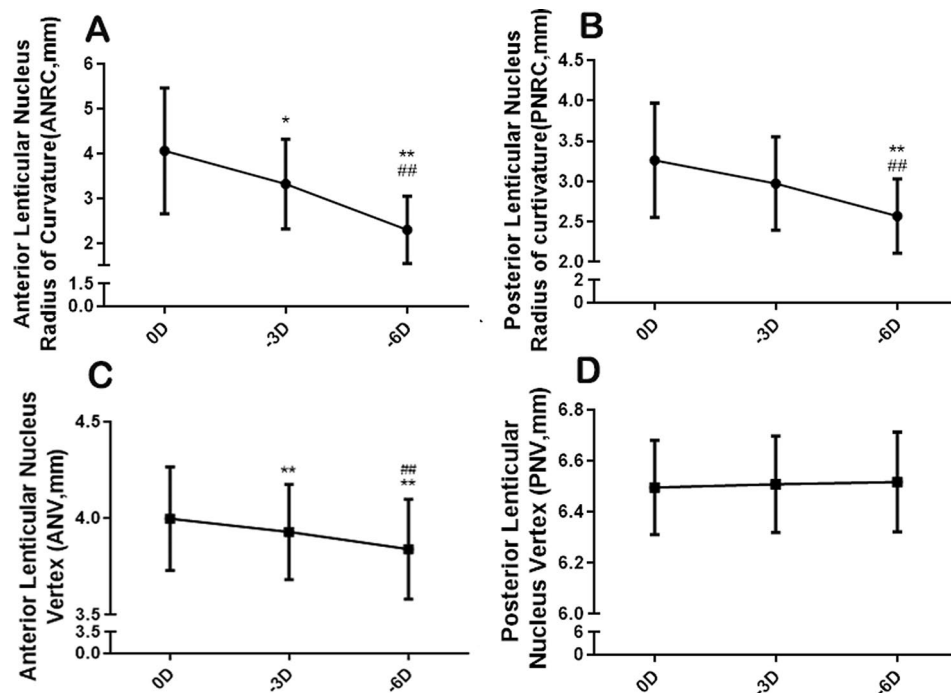 A
Anterior Lenticular Nucleus
Radius of Curvature(ANRC,mm)
6
5
4
3
2
1.5
0.0
*
**
##
0D
-3D
-6D
B
Posterior Lenticular Nucleus
Radius of curtivature(PNRC,mm)
4.5
4.0
3.5
3.0
2.5
2.0
2
0
**
##
0D
-3D
-6D
C
Anterior Lenticular Nucleus
Vertex (ANV,mm)
4.5
4.0
3.5
3.5
0.0
**
##
**
0D
-3D
-6D
D
Posterior Lenticular
Nucleus Vertex (PNV,mm)
6.8
6.6
6.4
6.2
6.0
6
0
0D
-3D
-6D